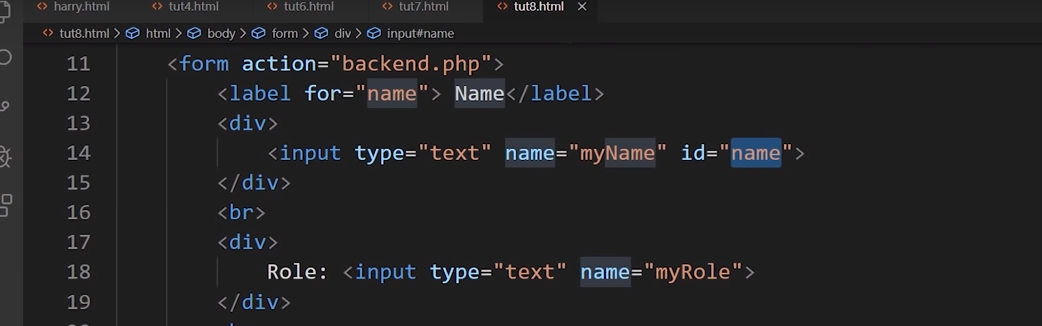 harry.html tut4.html tut6.html tut7.html tut8.html ×
tut8.html > html > body > form > div > input#name
11 <form action="backend.php">
12 <label for="name"> Name</label>
13 <div>
14 <input type="text" name="myName" id="name">
15 </div>
16 <br>
17 <div>
18 Role: <input type="text" name="myRole">
19 </div>